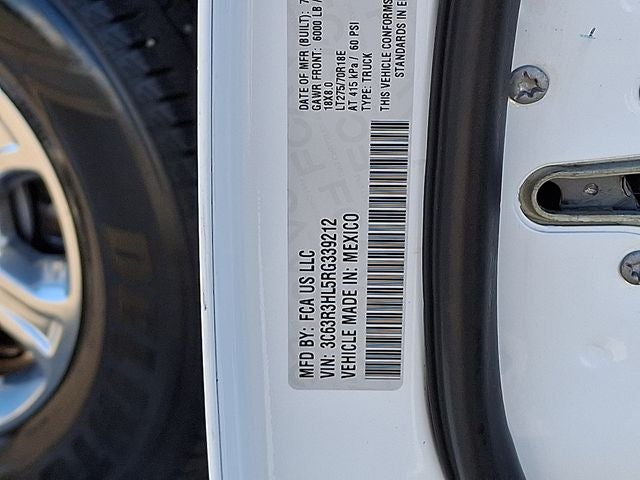 MFD BY: FCA US LLC
VIN: 3C63R3HL5RG339212
VEHICLE MADE IN: MEXICO
DATE OF MFR (BUILT): 7
GAWR FRONT: 6000 LB /
18X8.0
LT275/70R18E
AT 415 kPa / 60 PSI
TYPE: TRUCK
THIS VEHICLE CONFORMS
STANDARDS IN E